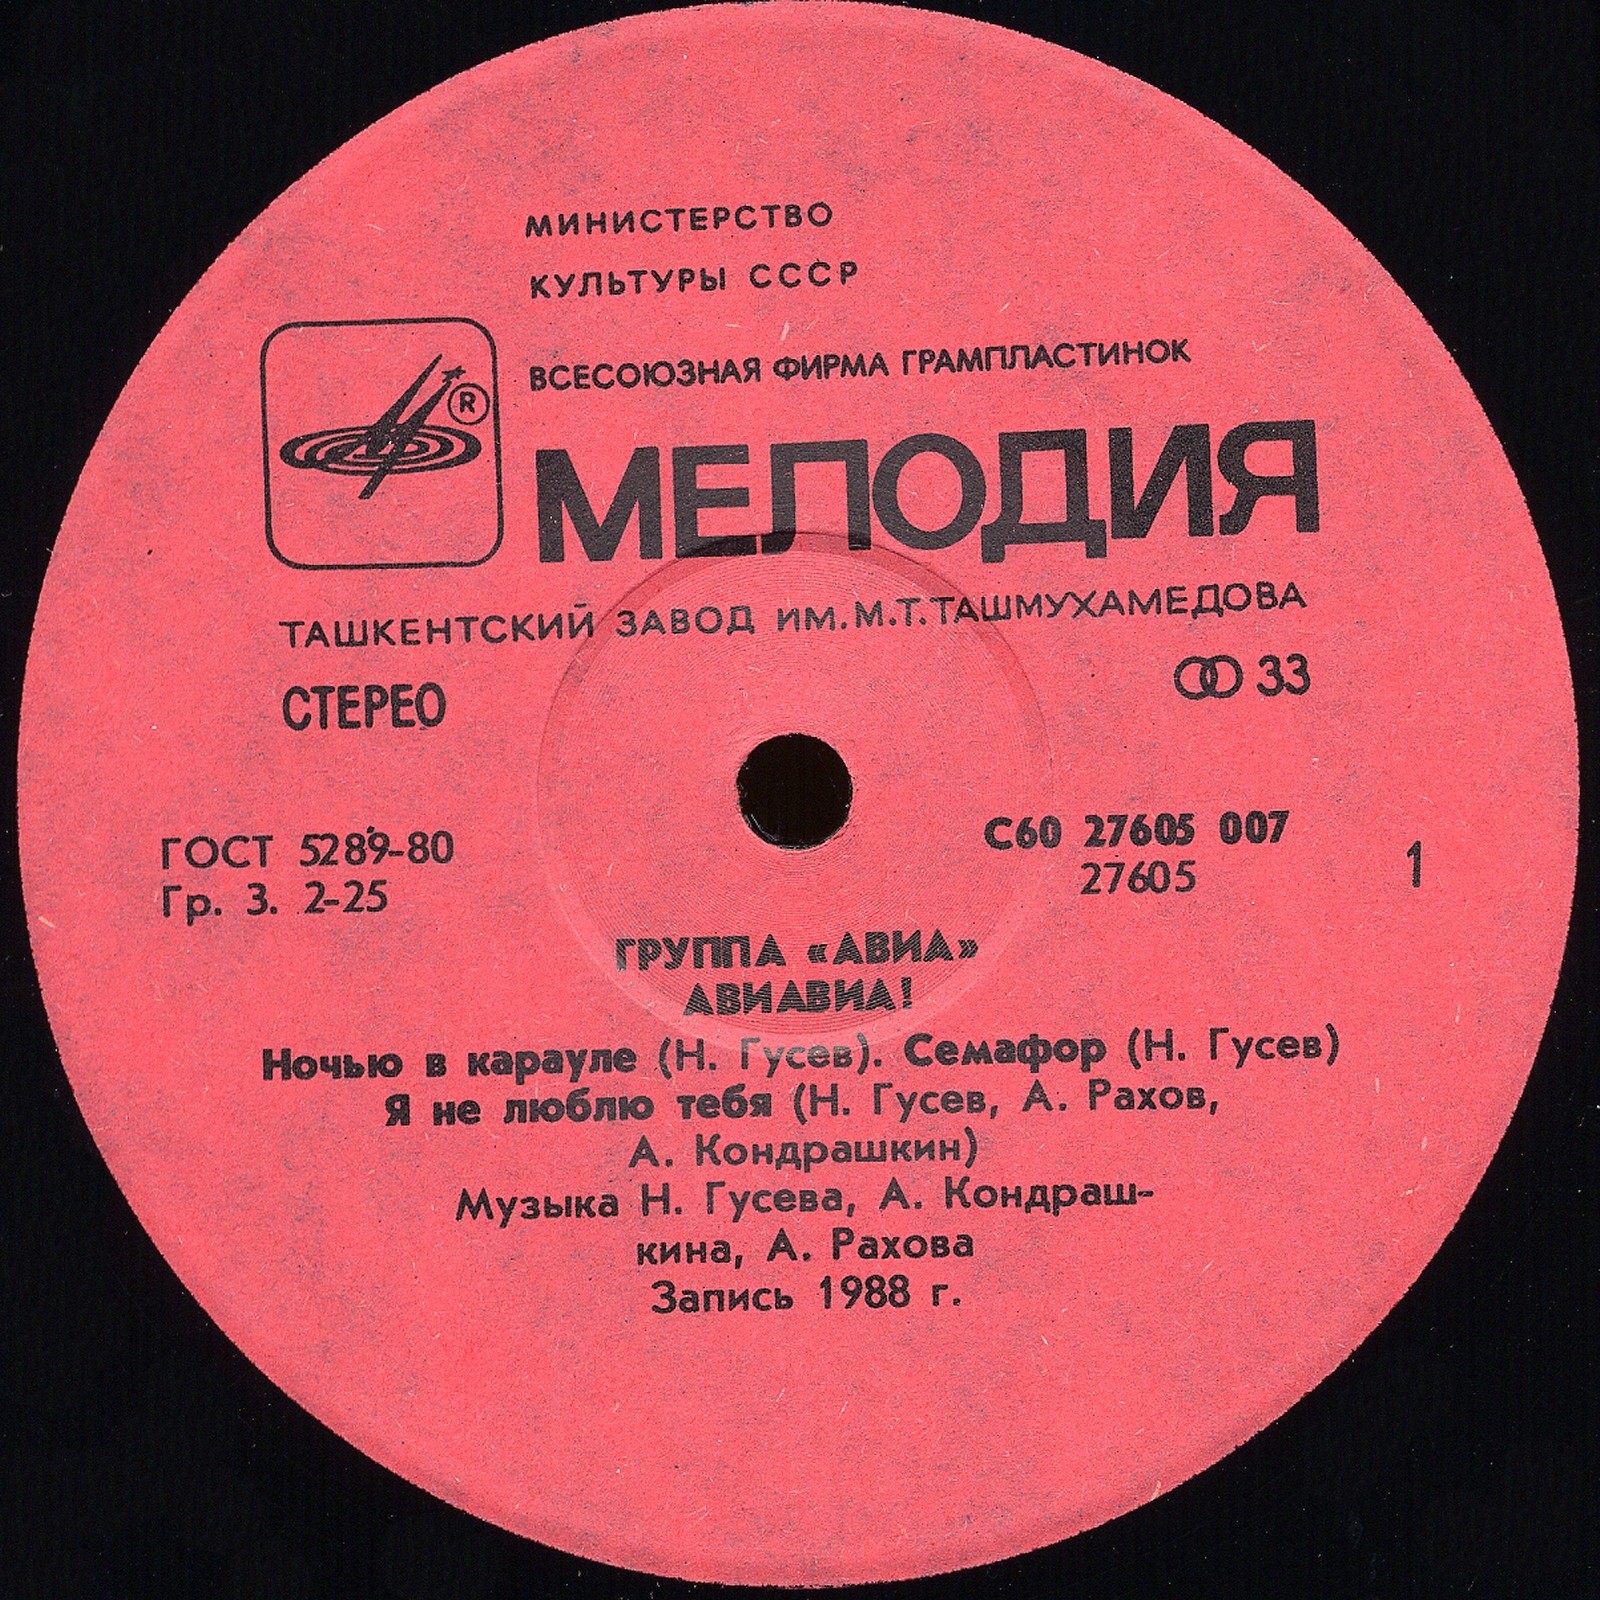 МИНИСТЕРСТВО
КУЛЬТУРЫ СССР
ВСЕСОЮЗНАЯ ФИРМА ГРАМПЛАСТИНОК
®
МЕЛОДИЯ
ТАШКЕНТСКИЙ ЗАВОД ИМ.М.Т.ТАШМУХАМЕДОВА
СТЕРЕО
33
ГОСТ 5289-80
Гр. 3. 2-25
С60 27605 007
27605
1
ГРУППА «АВИА»
АВИАВИА!
Ночью в карауле (Н. Гусев). Семафор (Н. Гусев)
Я не люблю тебя (Н. Гусев, А. Рахов,
А. Кондрашкин)
Музыка Н. Гусева, А. Кондраш-
кина, А. Рахова
Запись 1988 г.